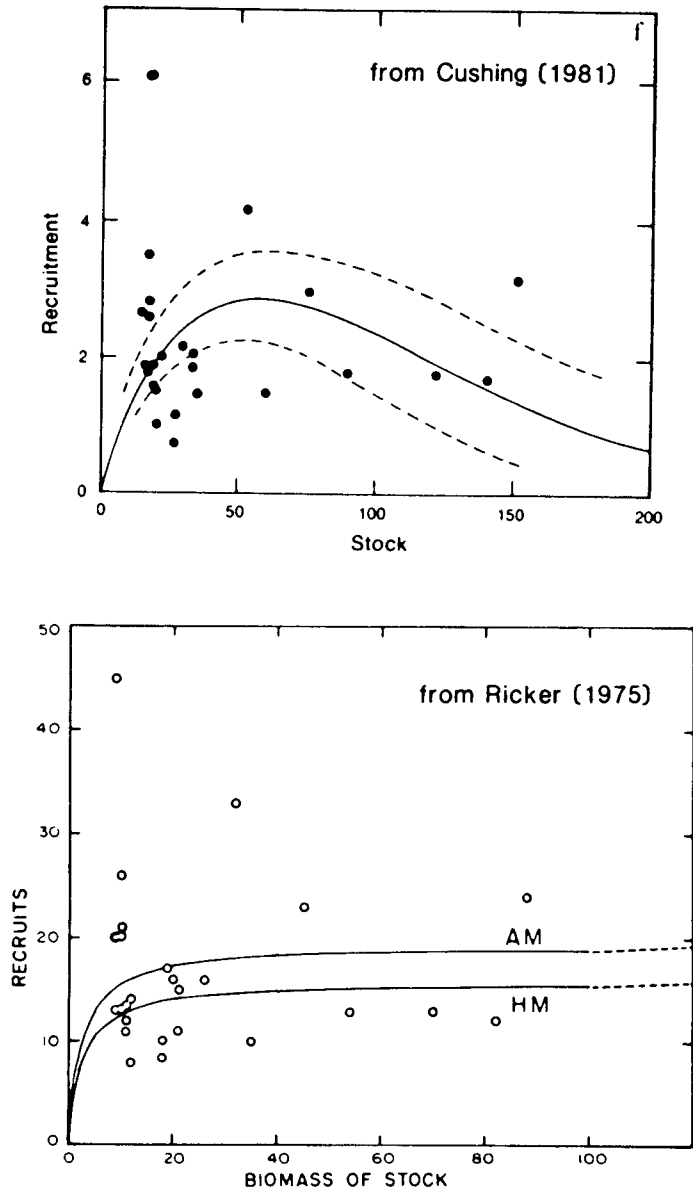 f
from Cushing (1981)
6
4
2
0
Recruitment
0 50 100 150 200
Stock
50
from Ricker (1975)
40
30
20
10
0
RECRUITS
AM
HM
0 20 40 60 80 100
BIOMASS OF STOCK